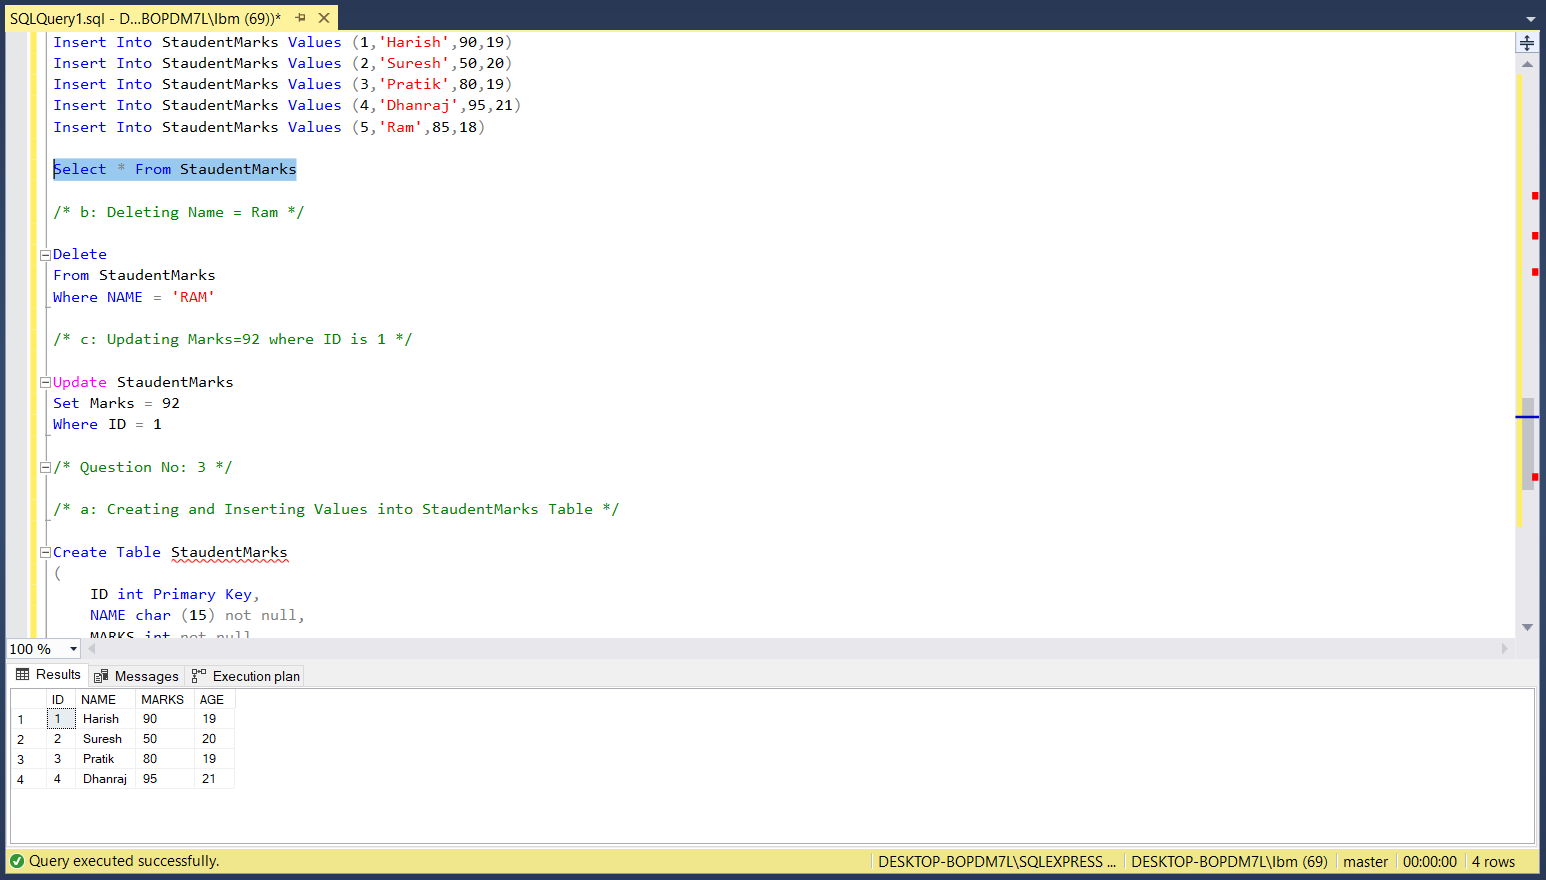 SQLQuery1.sql - D...BOPDM7L\Ibm (69))*
Insert Into StaudentMarks Values (1,'Harish',90,19)
Insert Into StaudentMarks Values (2,'Suresh',50,20)
Insert Into StaudentMarks Values (3,'Pratik',80,19)
Insert Into StaudentMarks Values (4,'Dhanraj',95,21)
Insert Into StaudentMarks Values (5,'Ram',85,18)
Select * From StaudentMarks
/* b: Deleting Name = Ram */
Delete
From StaudentMarks
Where NAME = 'RAM'
/* c: Updating Marks=92 where ID is 1 */
Update StaudentMarks
Set Marks = 92
Where ID = 1
/* Question No: 3 */
/* a: Creating and Inserting Values into StaudentMarks Table */
Create Table StaudentMarks
(
ID int Primary Key,
NAME char (15) not null,
MARKS int not null
100 %
Results Messages Execution plan
ID NAME MARKS AGE
1 1 Harish 90 19
2 2 Suresh 50 20
3 3 Pratik 80 19
4 4 Dhanraj 95 21
Query executed successfully. DESKTOP-BOPDM7L\SQLEXPRESS ... DESKTOP-BOPDM7L\Ibm (69) master 00:00:00 4 rows